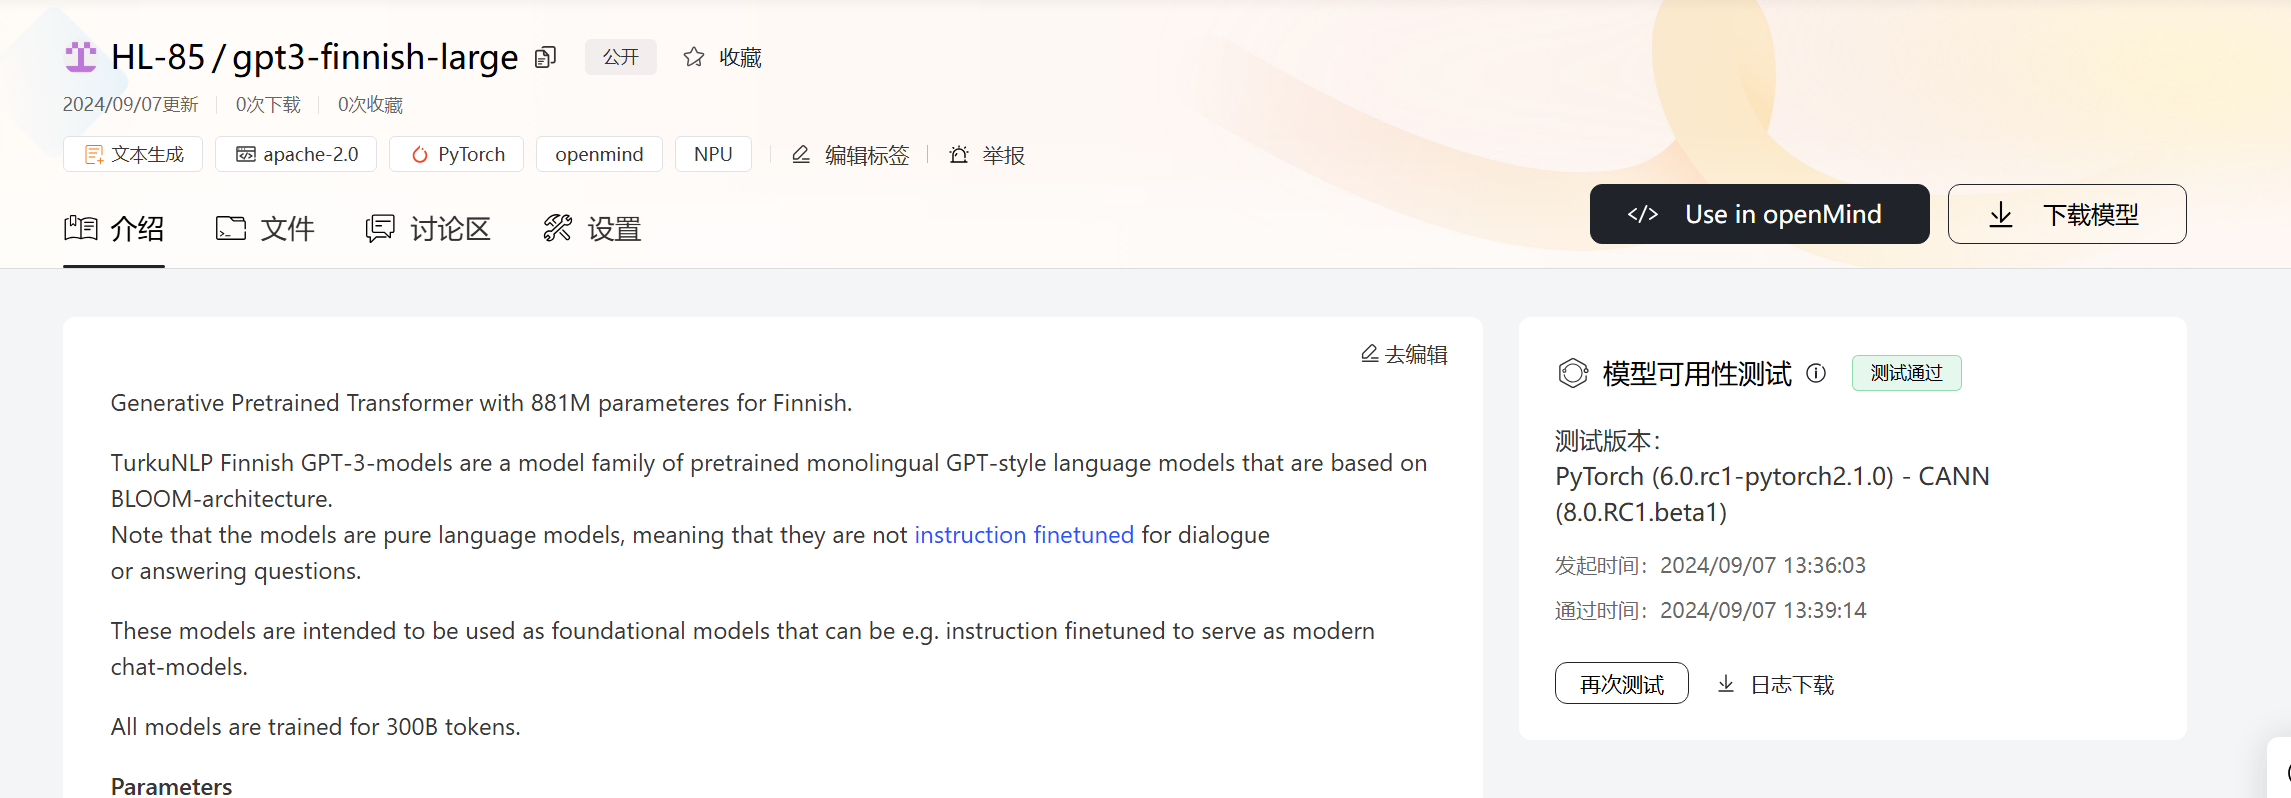 HL-85 / gpt3-finnish-large 公开 收藏
2024/09/07更新 0次下载 0次收藏
文本生成 apache-2.0 PyTorch openmind NPU 编辑标签 举报
介绍 文件 讨论区 设置
Use in openMind 下载模型
去编辑
Generative Pretrained Transformer with 881M parameteres for Finnish.
TurkuNLP Finnish GPT-3-models are a model family of pretrained monolingual GPT-style language models that are based on
BLOOM-architecture.
Note that the models are pure language models, meaning that they are not instruction finetuned for dialogue
or answering questions.
These models are intended to be used as foundational models that can be e.g. instruction finetuned to serve as modern
chat-models.
All models are trained for 300B tokens.
Parameters
模型可用性测试 测试通过
测试版本：
PyTorch (6.0.rc1-pytorch2.1.0) - CANN
(8.0.RC1.beta1)
发起时间：2024/09/07 13:36:03
通过时间：2024/09/07 13:39:14
再次测试 日志下载